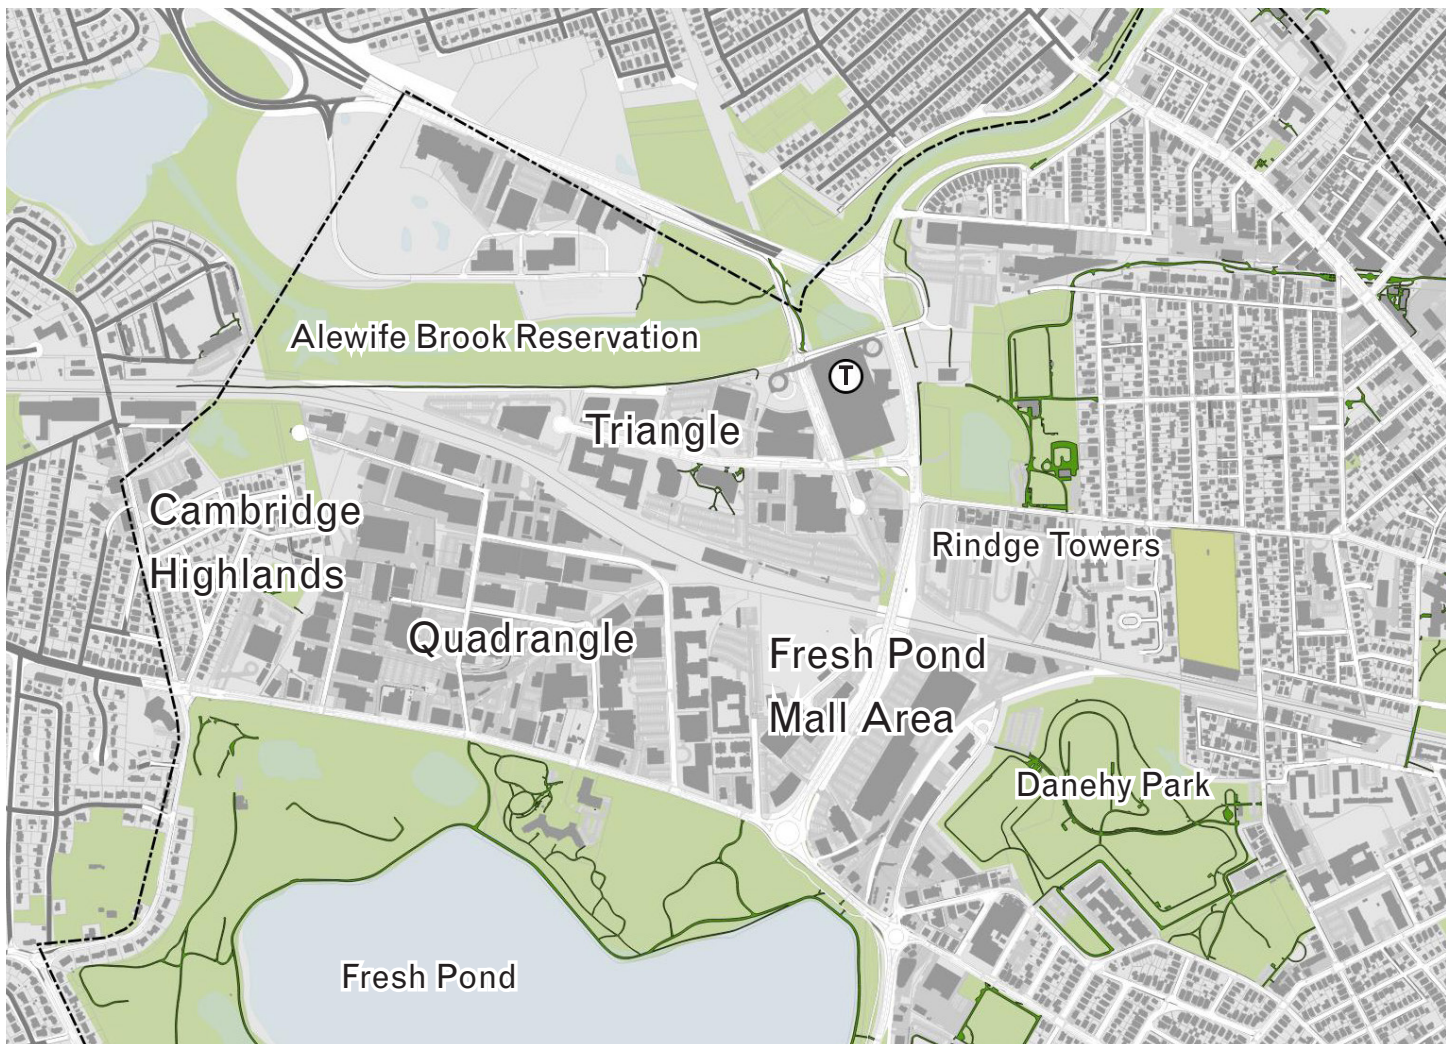 Alewife Brook Reservation
T
Triangle
Cambridge
Highlands
Rindge Towers
Quadrangle
Fresh Pond
Mall Area
Danehy Park
Fresh Pond